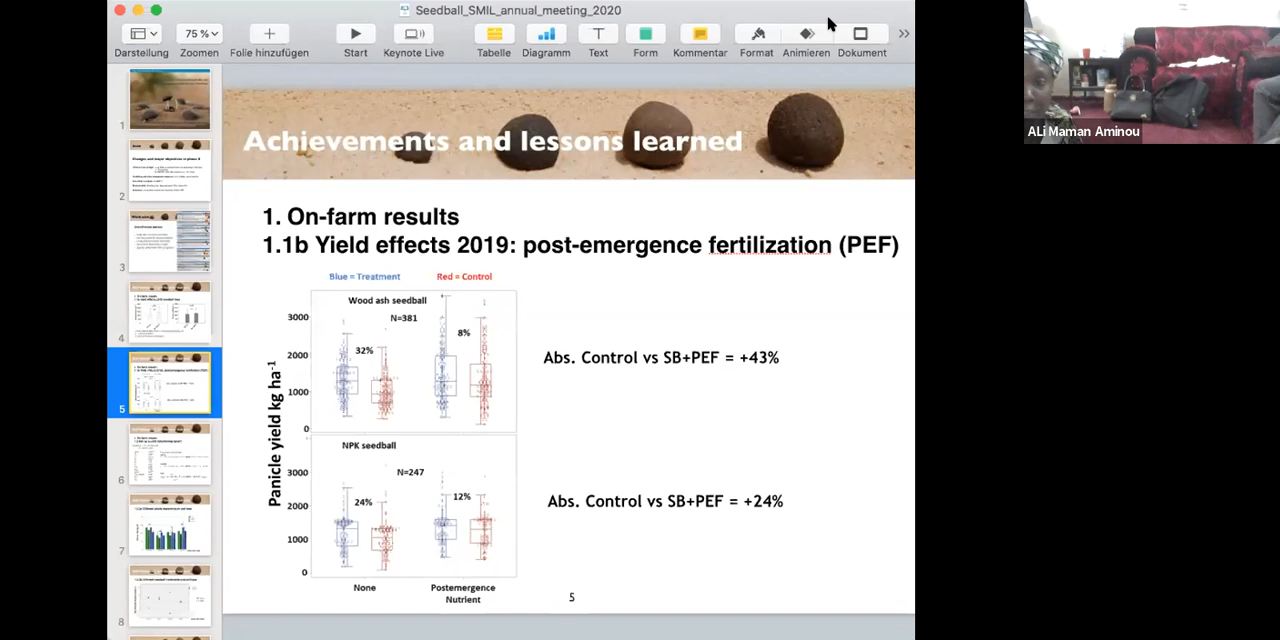 Seedball_SMIL_annual_meeting_2020
75 %
Darstellung Zoomen Folie hinzufügen Start Keynote Live Tabelle Diagramm Text Form Kommentar Format Animieren Dokument
1
2
3
4
5
6
7
8
Achievements and lessons learned
1. On-farm results
1.1b Yield effects 2019: post-emergence fertilization (PEF)
Blue = Treatment Red = Control
Wood ash seedball
N=381
32%
8%
3000
2000
1000
0
Abs. Control vs SB+PEF = +43%
Panicle yield kg ha-1
NPK seedball
N=247
24%
12%
3000
2000
1000
0
Abs. Control vs SB+PEF = +24%
None
Postemergence
Nutrient
5
ALi Maman Aminou